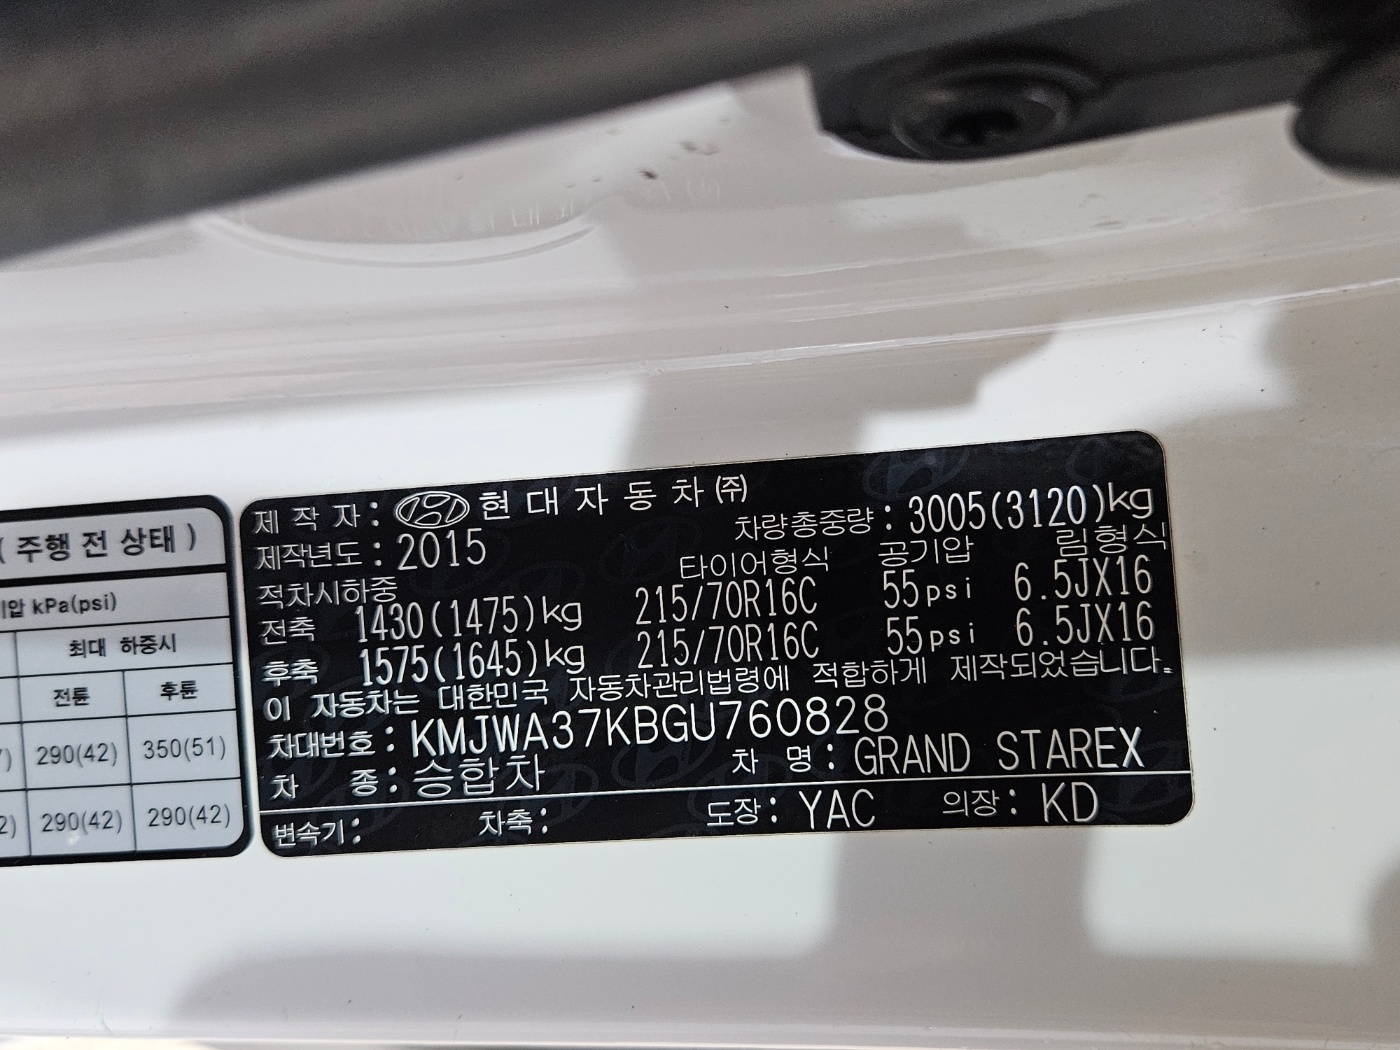 ( 주행 전 상태 )
기압 kPa(psi)
최대 하중시
전륜 후륜
290(42) 350(51)
290(42) 290(42)
제 작 자 : 현 대 자 동 차 ㈜
제작년도 : 2015 차량총중량 : 3005(3120)kg
적차시하중 타이어형식 공기압 림형식
전축 1430(1475)kg 215/70R16C 55psi 6.5JX16
후축 1575(1645)kg 215/70R16C 55psi 6.5JX16
이 자동차는 대한민국 자동차관리법령에 적합하게 제작되었습니다.
차대번호 : KMJWA37KBGU760828
차 종 : 승합차 차 명 : GRAND STAREX
변속기 : 차축 : 도장 : YAC 의장 : KD